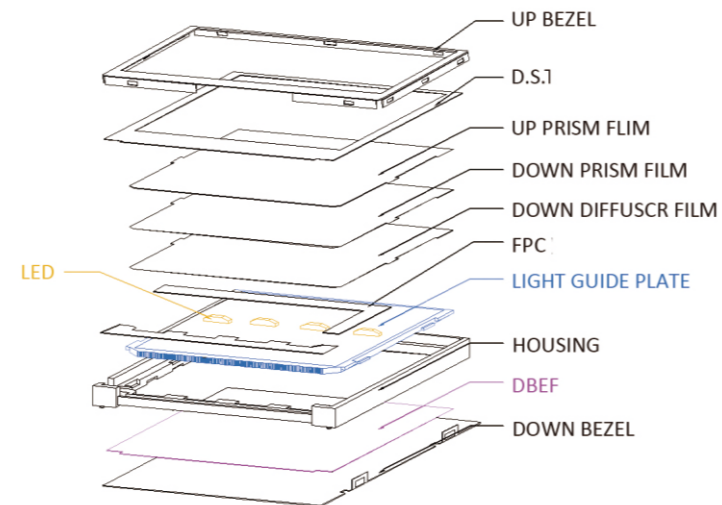 UP BEZEL
D.S.T
UP PRISM FLIM
DOWN PRISM FILM
DOWN DIFFUSCR FILM
FPC
LED
LIGHT GUIDE PLATE
HOUSING
DBEF
DOWN BEZEL